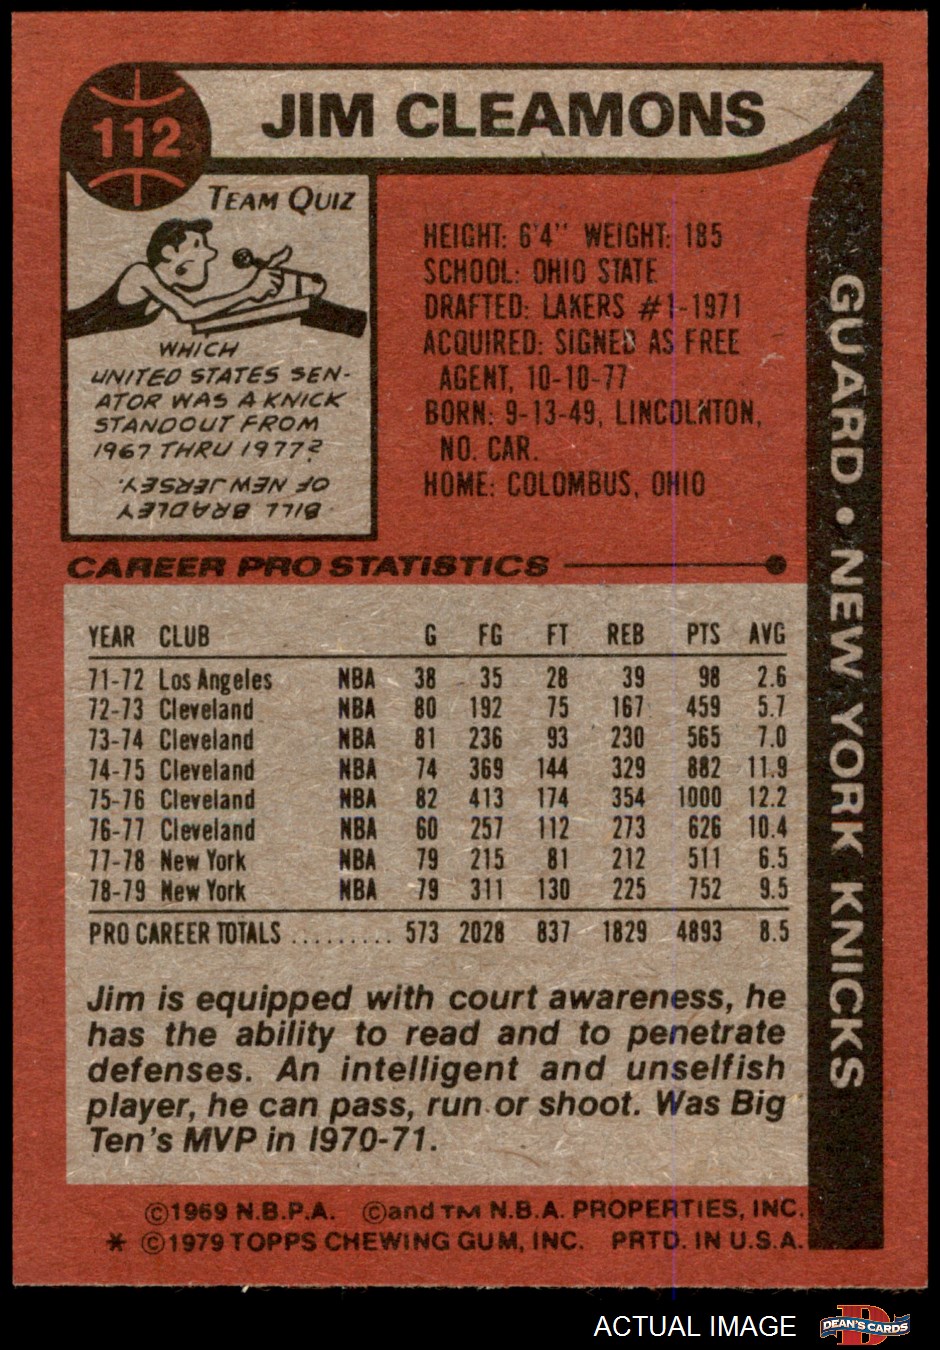 112
JIM CLEAMONS
TEAM QUIZ
WHICH
UNITED STATES SEN-
ATOR WAS A KNICK
STANDOUT FROM
1967 THRU 1977?
BILL BRADLEY
OF NEW JERSEY.
HEIGHT: 6'4" WEIGHT: 185
SCHOOL: OHIO STATE
DRAFTED: LAKERS #1-1971
ACQUIRED: SIGNED AS FREE
AGENT, 10-10-77
BORN: 9-13-49, LINCOLNTON,
NO. CAR.
HOME: COLOMBUS, OHIO
GUARD • NEW YORK KNICKS
CAREER PRO STATISTICS
YEAR CLUB G FG FT REB PTS AVG
71-72 Los Angeles NBA 38 35 28 39 98 2.6
72-73 Cleveland NBA 80 192 75 167 459 5.7
73-74 Cleveland NBA 81 236 93 230 565 7.0
74-75 Cleveland NBA 74 369 144 329 882 11.9
75-76 Cleveland NBA 82 413 174 354 1000 12.2
76-77 Cleveland NBA 60 257 112 273 626 10.4
77-78 New York NBA 79 215 81 212 511 6.5
78-79 New York NBA 79 311 130 225 752 9.5
PRO CAREER TOTALS ......... 573 2028 837 1829 4893 8.5
Jim is equipped with court awareness, he
has the ability to read and to penetrate
defenses. An intelligent and unselfish
player, he can pass, run or shoot. Was Big
Ten's MVP in 1970-71.
©1969 N.B.P.A. ©and TM N.B.A. PROPERTIES, INC.
* ©1979 TOPPS CHEWING GUM, INC. PRTD. IN U.S.A.
ACTUAL IMAGE
DEAN'S CARDS